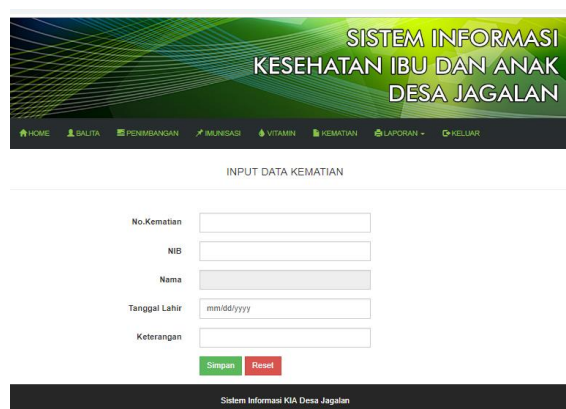 SISTEM INFORMASI
KESEHATAN IBU DAN ANAK
DESA JAGALAN
HOME BALITA PENIMBANGAN IMUNISASI VITAMIN KEMATIAN LAPORAN KELUAR
INPUT DATA KEMATIAN
No.Kematian
NIB
Nama
Tanggal Lahir mm/dd/yyyy
Keterangan
Simpan Reset
Sistem Informasi KIA Desa Jagalan